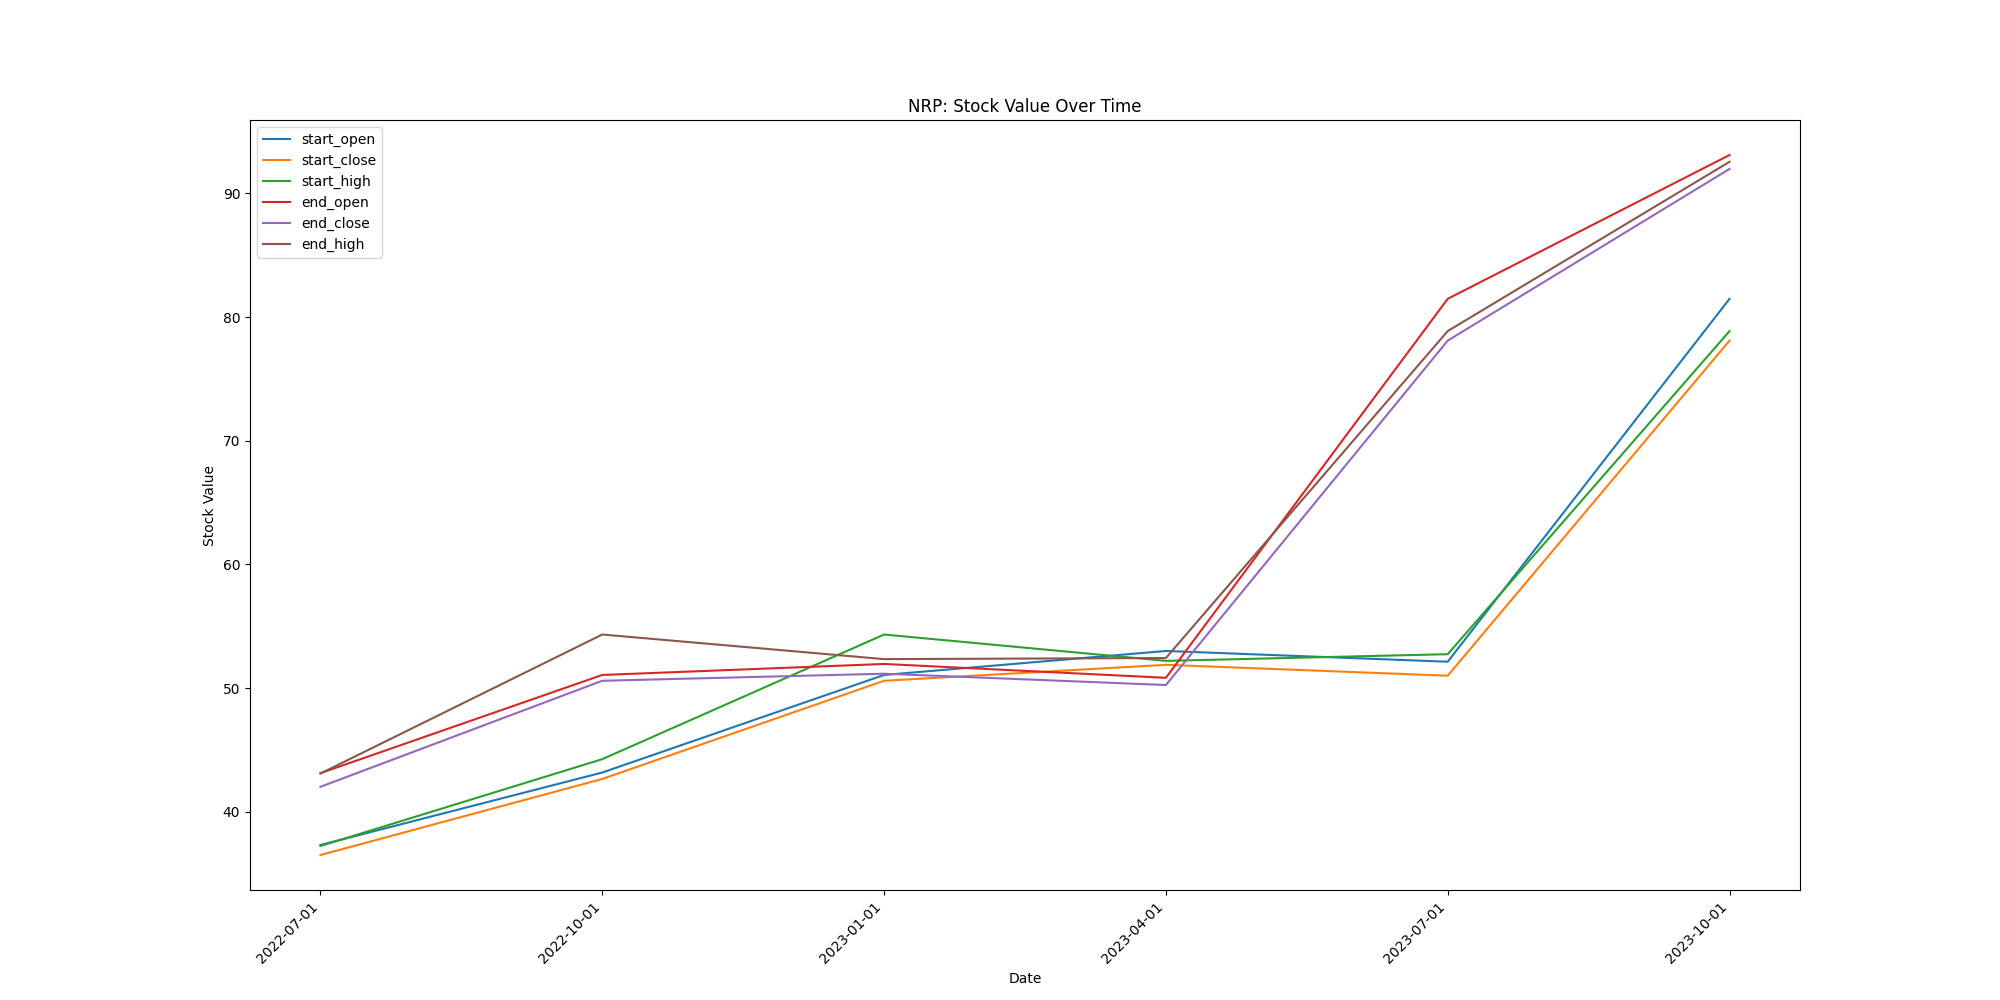 NRP: Stock Value Over Time
start_open
start_close
start_high
end_open
end_close
end_high
90
80
70
60
50
40
Stock Value
2022-07-01
2022-10-01
2023-01-01
2023-04-01
2023-07-01
2023-10-01
Date